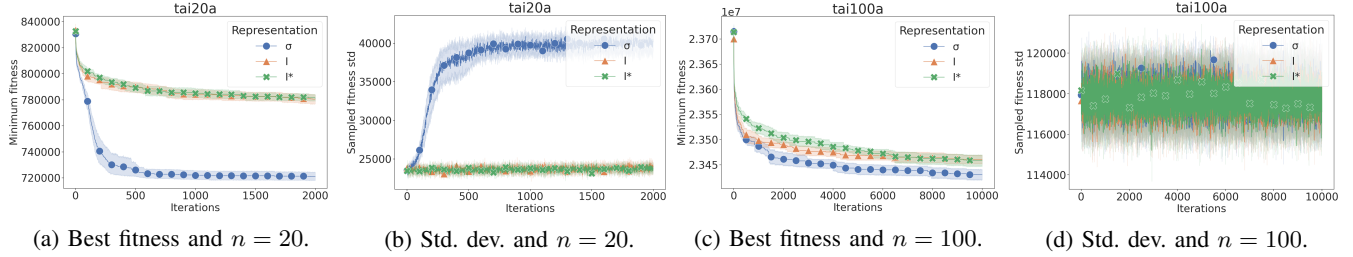 tai20a
840000
820000
800000
780000
760000
740000
720000
Minimum fitness
0 500 1000 1500 2000
Iterations
Representation
σ
I
I*
tai20a
40000
35000
30000
25000
Sampled fitness std
0 500 1000 1500 2000
Iterations
Representation
σ
I
I*
tai100a
1e7
2.370
2.365
2.360
2.355
2.350
2.345
Minimum fitness
0 2000 4000 6000 8000 10000
Iterations
Representation
σ
I
I*
tai100a
120000
118000
116000
114000
Sampled fitness std
0 2000 4000 6000 8000 10000
Iterations
Representation
σ
I
I*
(a) Best fitness and n = 20.
(b) Std. dev. and n = 20.
(c) Best fitness and n = 100.
(d) Std. dev. and n = 100.